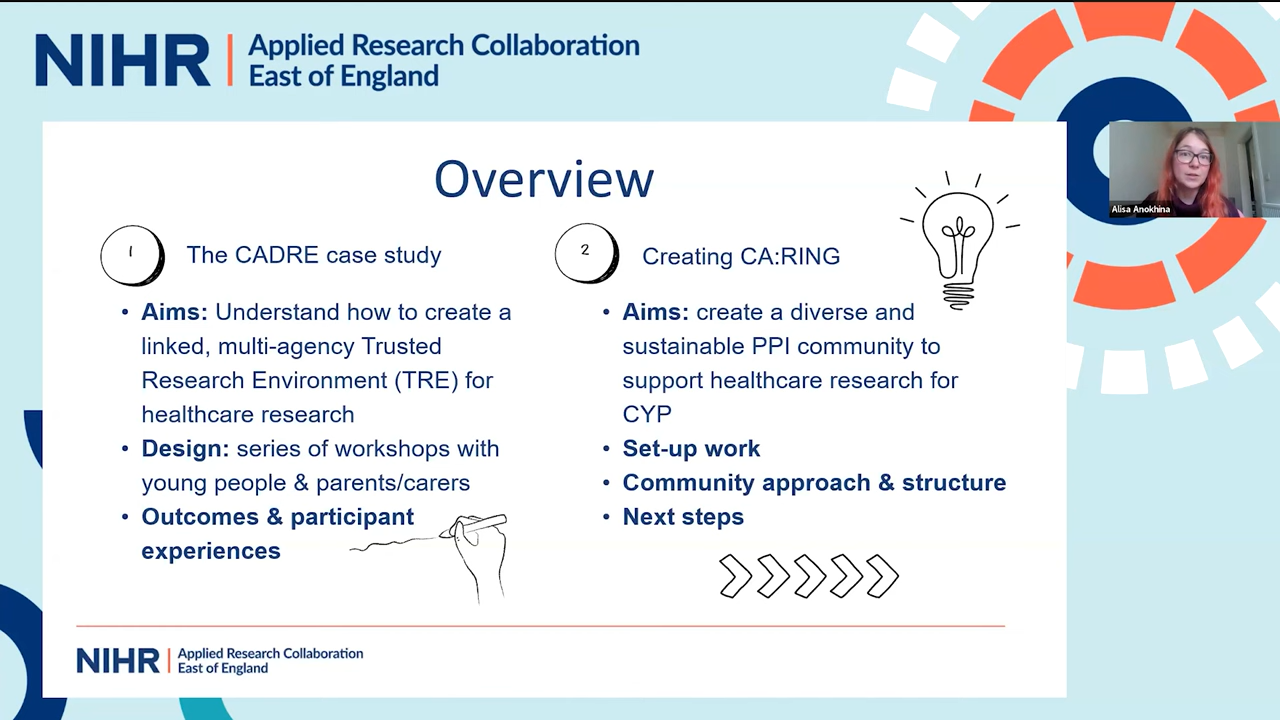 NIHR | Applied Research Collaboration
East of England
Alisa Anokhina
Overview
1
The CADRE case study
• Aims: Understand how to create a
linked, multi-agency Trusted
Research Environment (TRE) for
healthcare research
• Design: series of workshops with
young people & parents/carers
• Outcomes & participant
experiences
2
Creating CA:RING
• Aims: create a diverse and
sustainable PPI community to
support healthcare research for
CYP
• Set-up work
• Community approach & structure
• Next steps
NIHR | Applied Research Collaboration
East of England